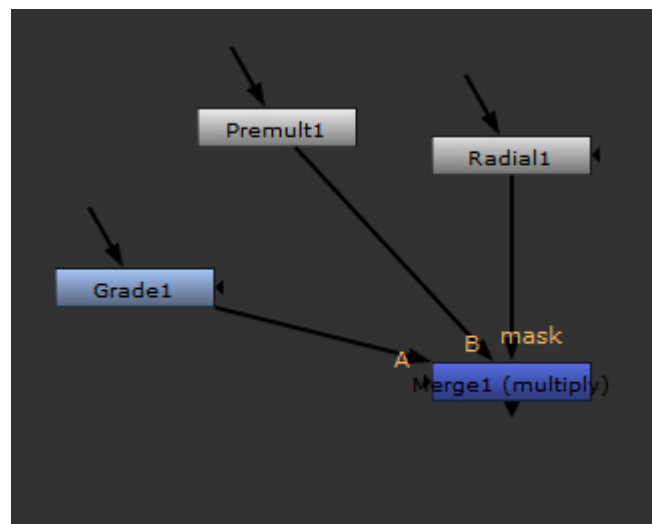 Premult1
Radial1
Grade1
A
B
mask
Merge1 (multiply)